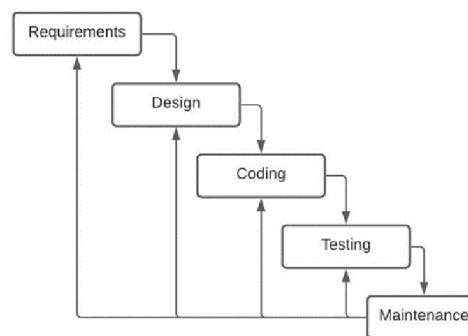 Requirements
Design
Coding
Testing
Maintenance